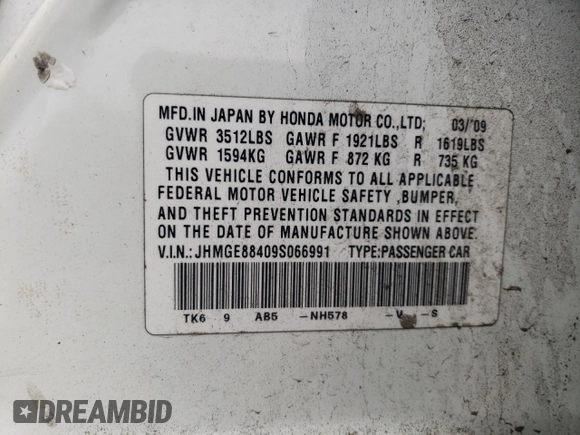 MFD.IN JAPAN BY HONDA MOTOR CO.,LTD; 03/'09
GVWR 3512LBS GAWR F 1921LBS R 1619LBS
GVWR 1594KG GAWR F 872 KG R 735 KG
THIS VEHICLE CONFORMS TO ALL APPLICABLE
FEDERAL MOTOR VEHICLE SAFETY ,BUMPER,
AND THEFT PREVENTION STANDARDS IN EFFECT
ON THE DATE OF MANUFACTURE SHOWN ABOVE.
V.I.N.: JHMGE88409S066991 TYPE:PASSENGER CAR
TK6 9 AB5 -NH578 -V -S
DREAMBID